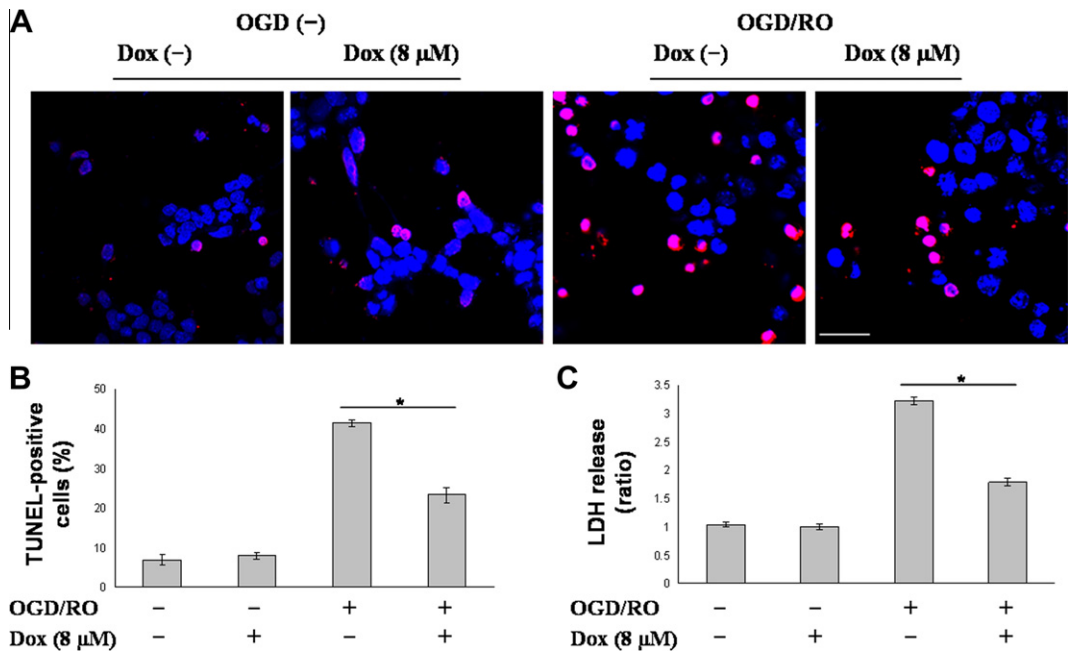 A
OGD (−)
OGD/RO
Dox (−)
Dox (8 μM)
Dox (−)
Dox (8 μM)
B
TUNEL-positive
cells (%)
50
40
30
20
10
0
*
OGD/RO
−
−
+
+
Dox (8 μM)
−
+
−
+
C
LDH release
(ratio)
3.5
3
2.5
2
1.5
1
0.5
0
*
OGD/RO
−
−
+
+
Dox (8 μM)
−
+
−
+